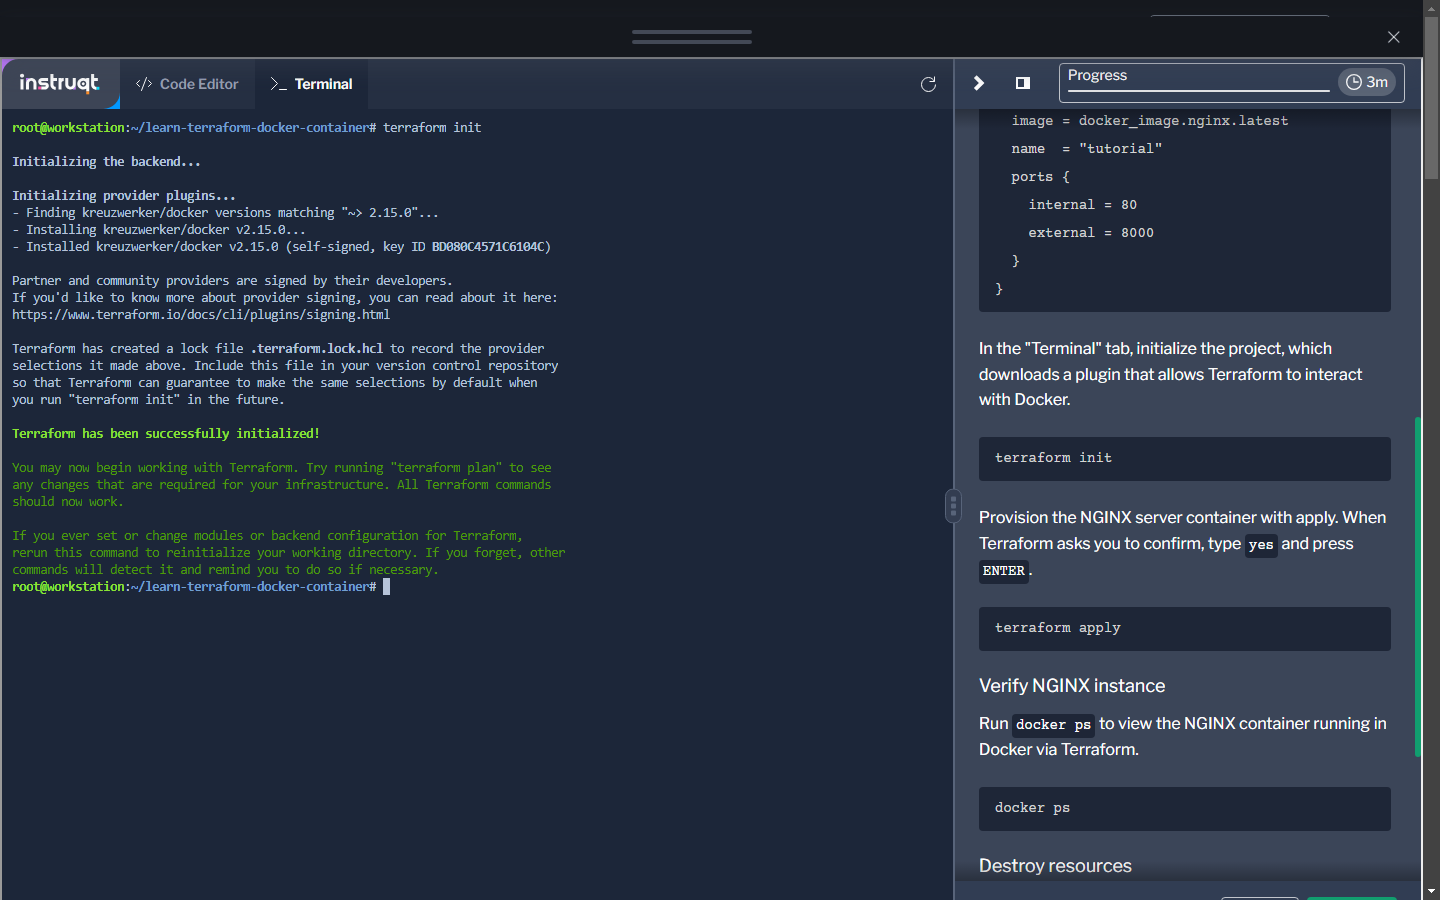 instruqt
Code Editor
Terminal
root@workstation:~/learn-terraform-docker-container# terraform init
Initializing the backend...
Initializing provider plugins...
- Finding kreuzwerker/docker versions matching "~> 2.15.0"...
- Installing kreuzwerker/docker v2.15.0...
- Installed kreuzwerker/docker v2.15.0 (self-signed, key ID BD080C4571C6104C)
Partner and community providers are signed by their developers.
If you'd like to know more about provider signing, you can read about it here:
https://www.terraform.io/docs/cli/plugins/signing.html
Terraform has created a lock file .terraform.lock.hcl to record the provider
selections it made above. Include this file in your version control repository
so that Terraform can guarantee to make the same selections by default when
you run "terraform init" in the future.
Terraform has been successfully initialized!
You may now begin working with Terraform. Try running "terraform plan" to see
any changes that are required for your infrastructure. All Terraform commands
should now work.
If you ever set or change modules or backend configuration for Terraform,
rerun this command to reinitialize your working directory. If you forget, other
commands will detect it and remind you to do so if necessary.
root@workstation:~/learn-terraform-docker-container#
Progress
3m
image = docker_image.nginx.latest
name  = "tutorial"
ports {
internal = 80
external = 8000
}
}
In the "Terminal" tab, initialize the project, which
downloads a plugin that allows Terraform to interact
with Docker.
terraform init
Provision the NGINX server container with apply. When
Terraform asks you to confirm, type yes and press
ENTER.
terraform apply
Verify NGINX instance
Run docker ps to view the NGINX container running in
Docker via Terraform.
docker ps
Destroy resources